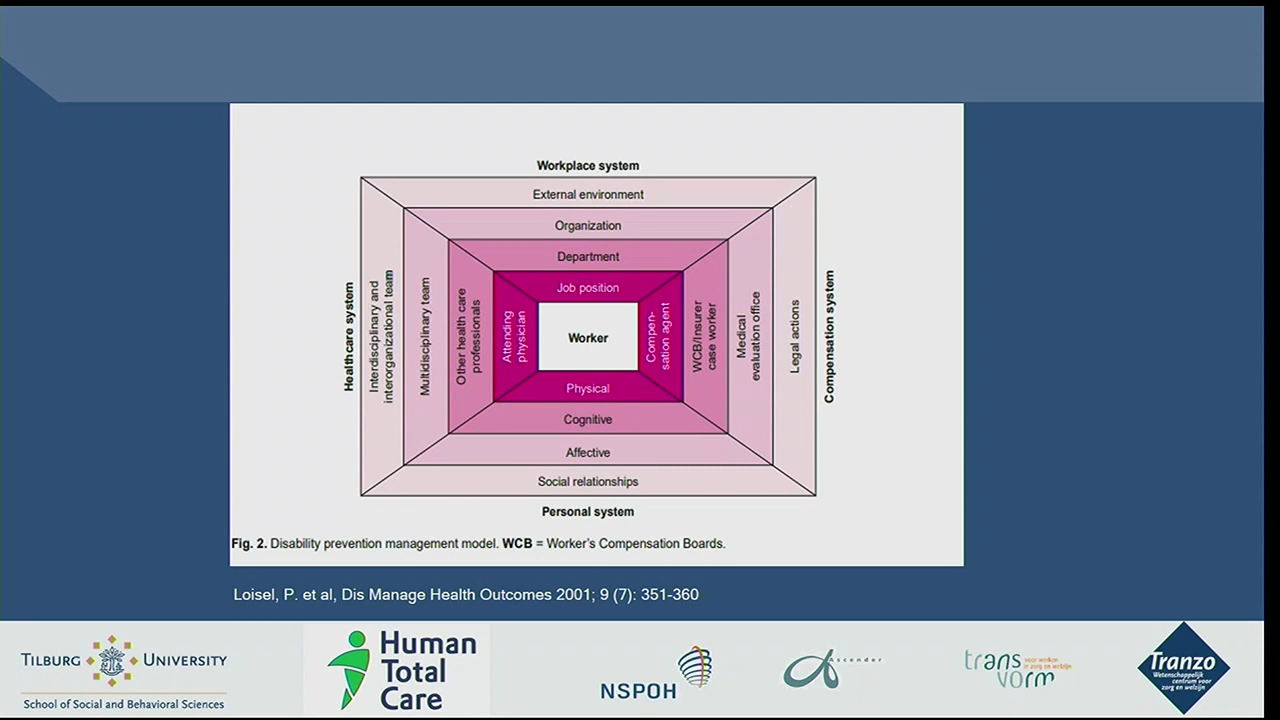 Workplace system
External environment
Organization
Department
Job position
Healthcare system
Interdisciplinary and
interorganizational team
Multidisciplinary team
Other health care
professionals
Attending
physician
Worker
Compen-
sation agent
WCB/Insurer
case worker
Medical
evaluation office
Legal actions
Compensation system
Physical
Cognitive
Affective
Social relationships
Personal system
Fig. 2. Disability prevention management model. WCB = Worker's Compensation Boards.
Loisel, P. et al, Dis Manage Health Outcomes 2001; 9 (7): 351-360
TILBURG UNIVERSITY
School of Social and Behavioral Sciences
Human
Total
Care
NSPOH
Ascender
trans
voor werken
in zorg en welzijn
vorm
Tranzo
Wetenschappelijk
centrum voor
zorg en welzijn